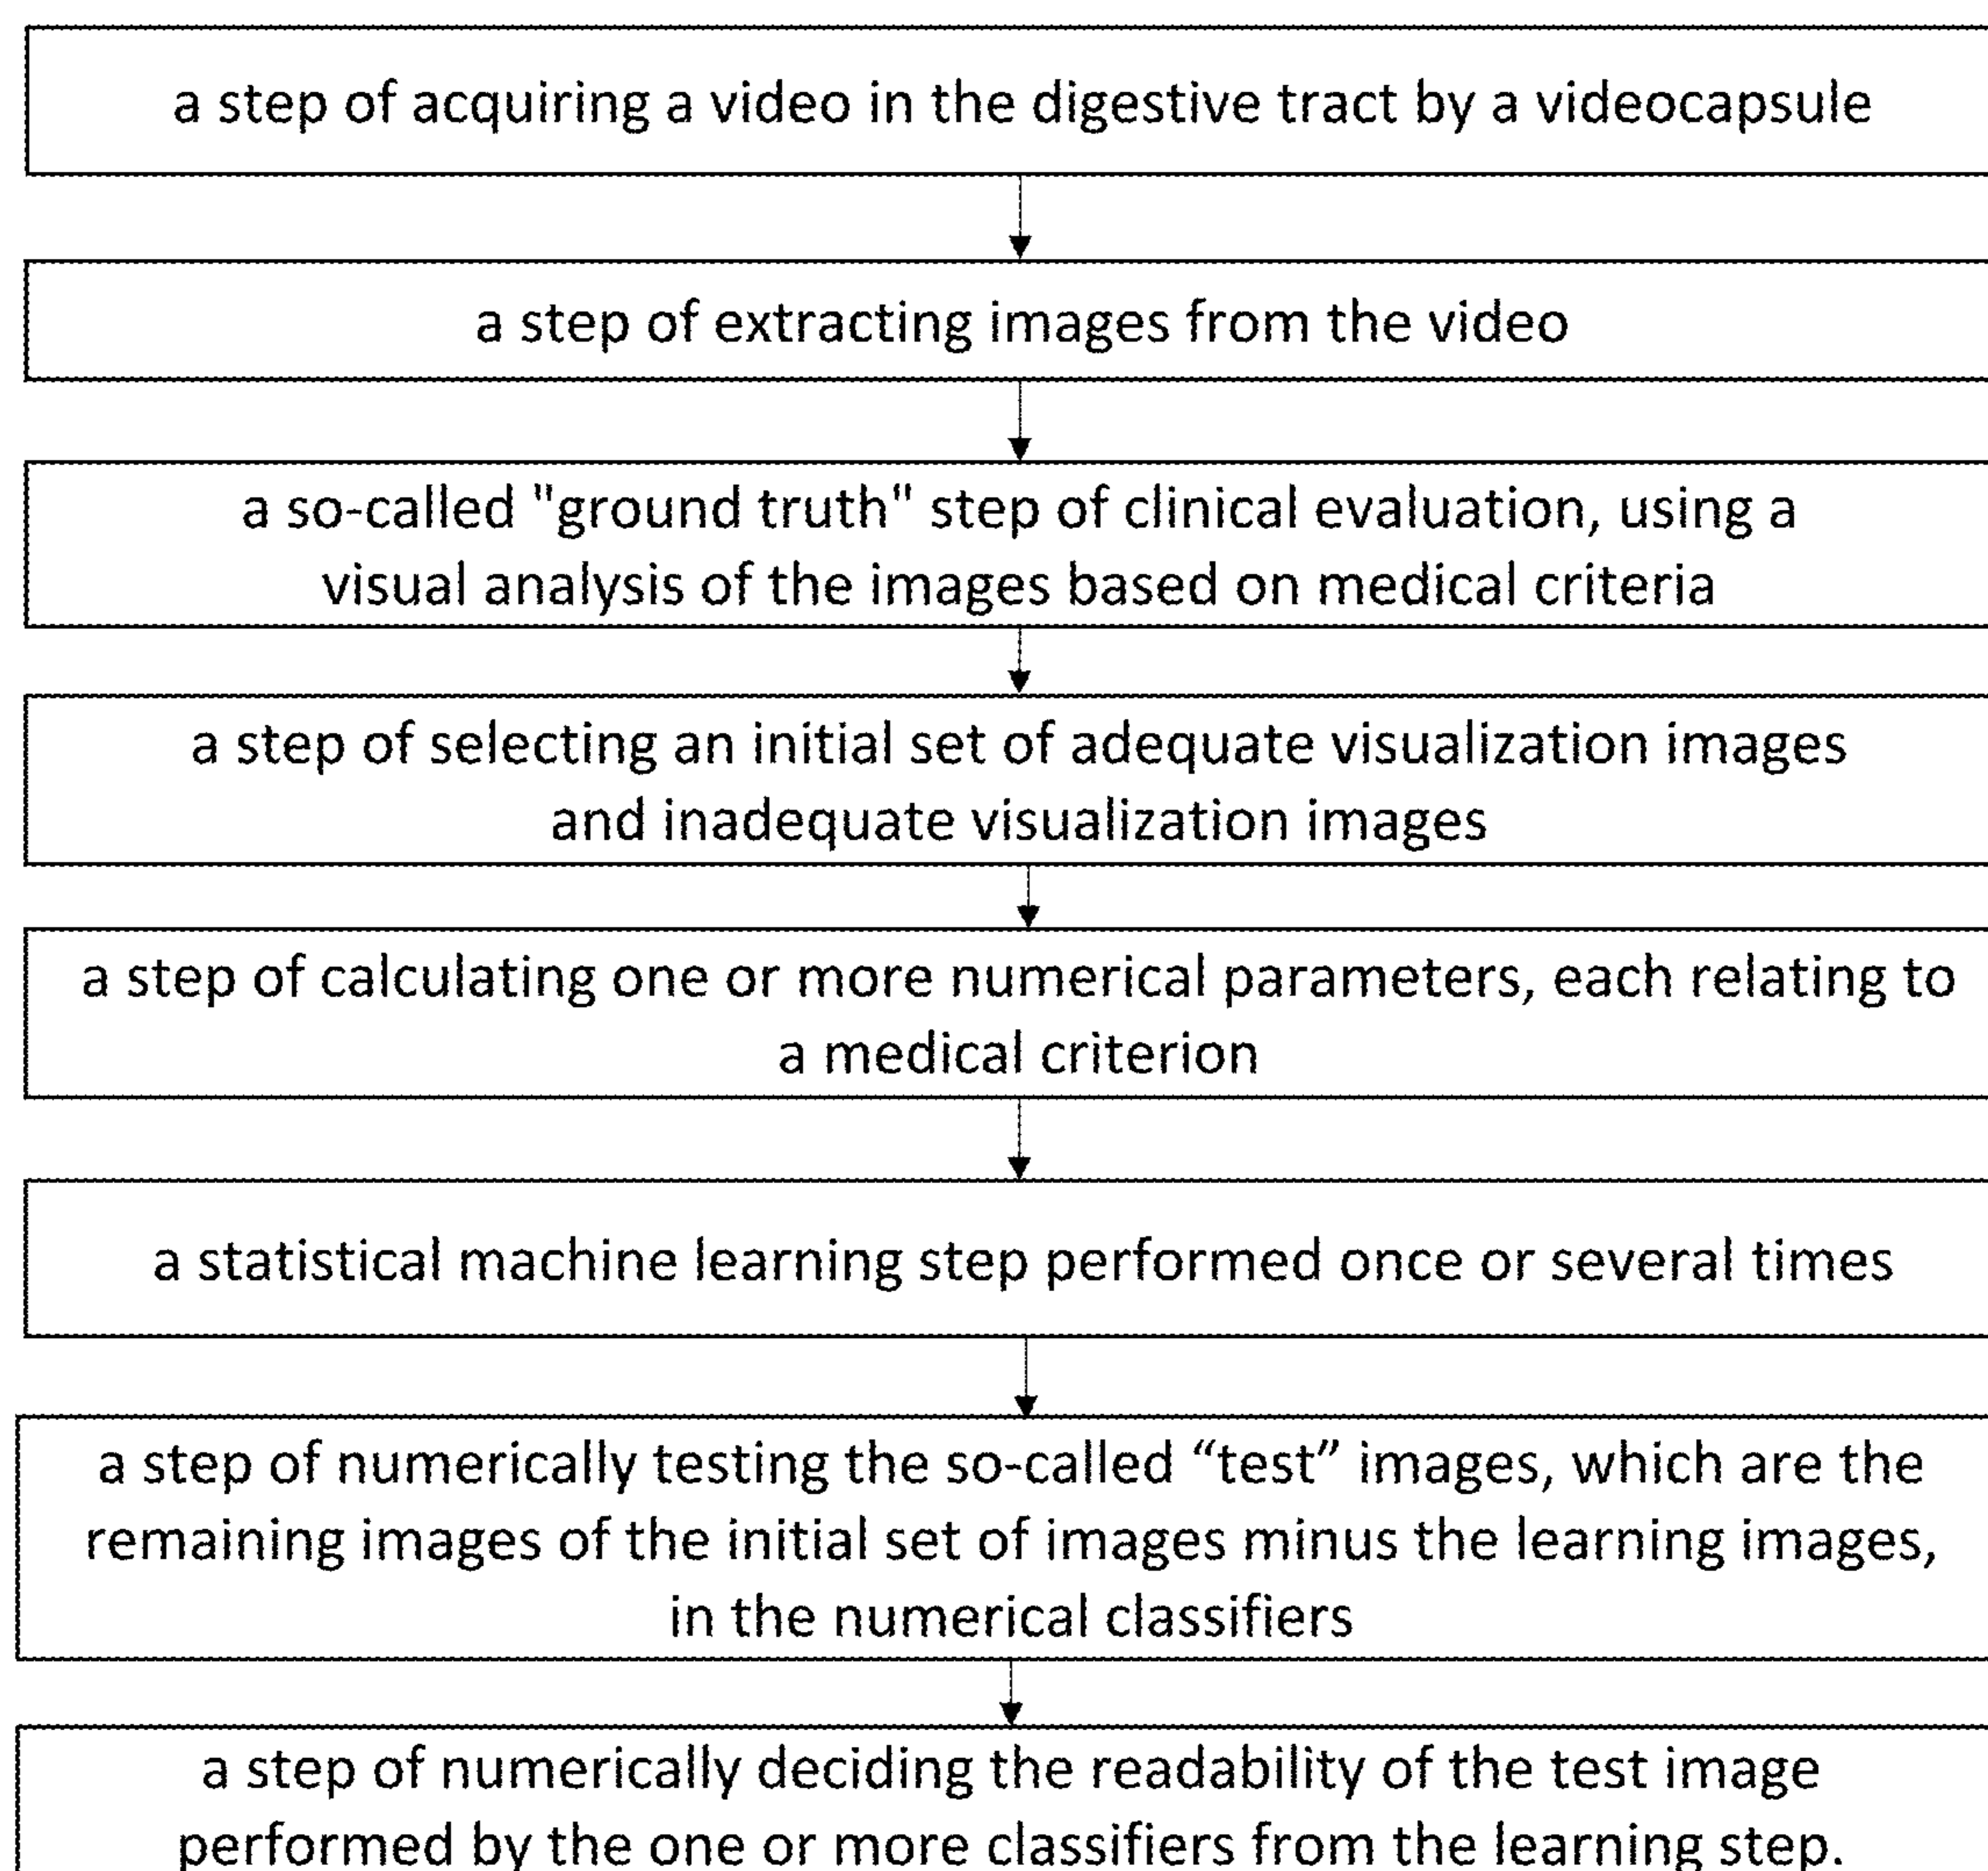 a step of acquiring a video in the digestive tract by a videocapsule
a step of extracting images from the video
a so-called "ground truth" step of clinical evaluation, using a
visual analysis of the images based on medical criteria
a step of selecting an initial set of adequate visualization images
and inadequate visualization images
a step of calculating one or more numerical parameters, each relating to
a medical criterion
a statistical machine learning step performed once or several times
a step of numerically testing the so-called “test” images, which are the
remaining images of the initial set of images minus the learning images,
in the numerical classifiers
a step of numerically deciding the readability of the test image
performed by the one or more classifiers from the learning step.